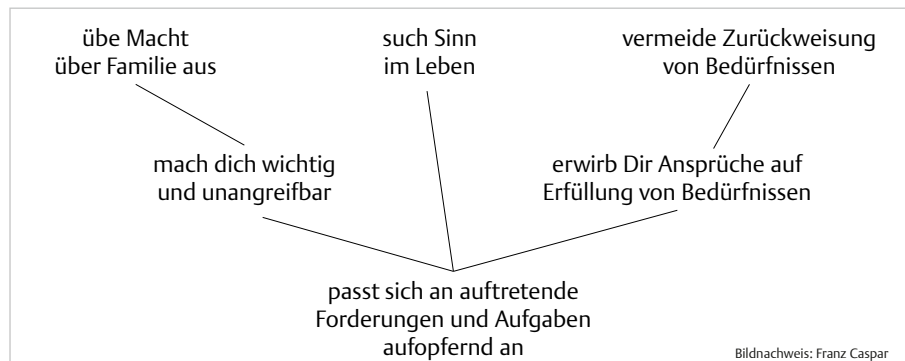 übe Macht
über Familie aus
such Sinn
im Leben
vermeide Zurückweisung
von Bedürfnissen
mach dich wichtig
und unangreifbar
erwirb Dir Ansprüche auf
Erfüllung von Bedürfnissen
passt sich an auftretende
Forderungen und Aufgaben
aufopfernd an
Bildnachweis: Franz Caspar